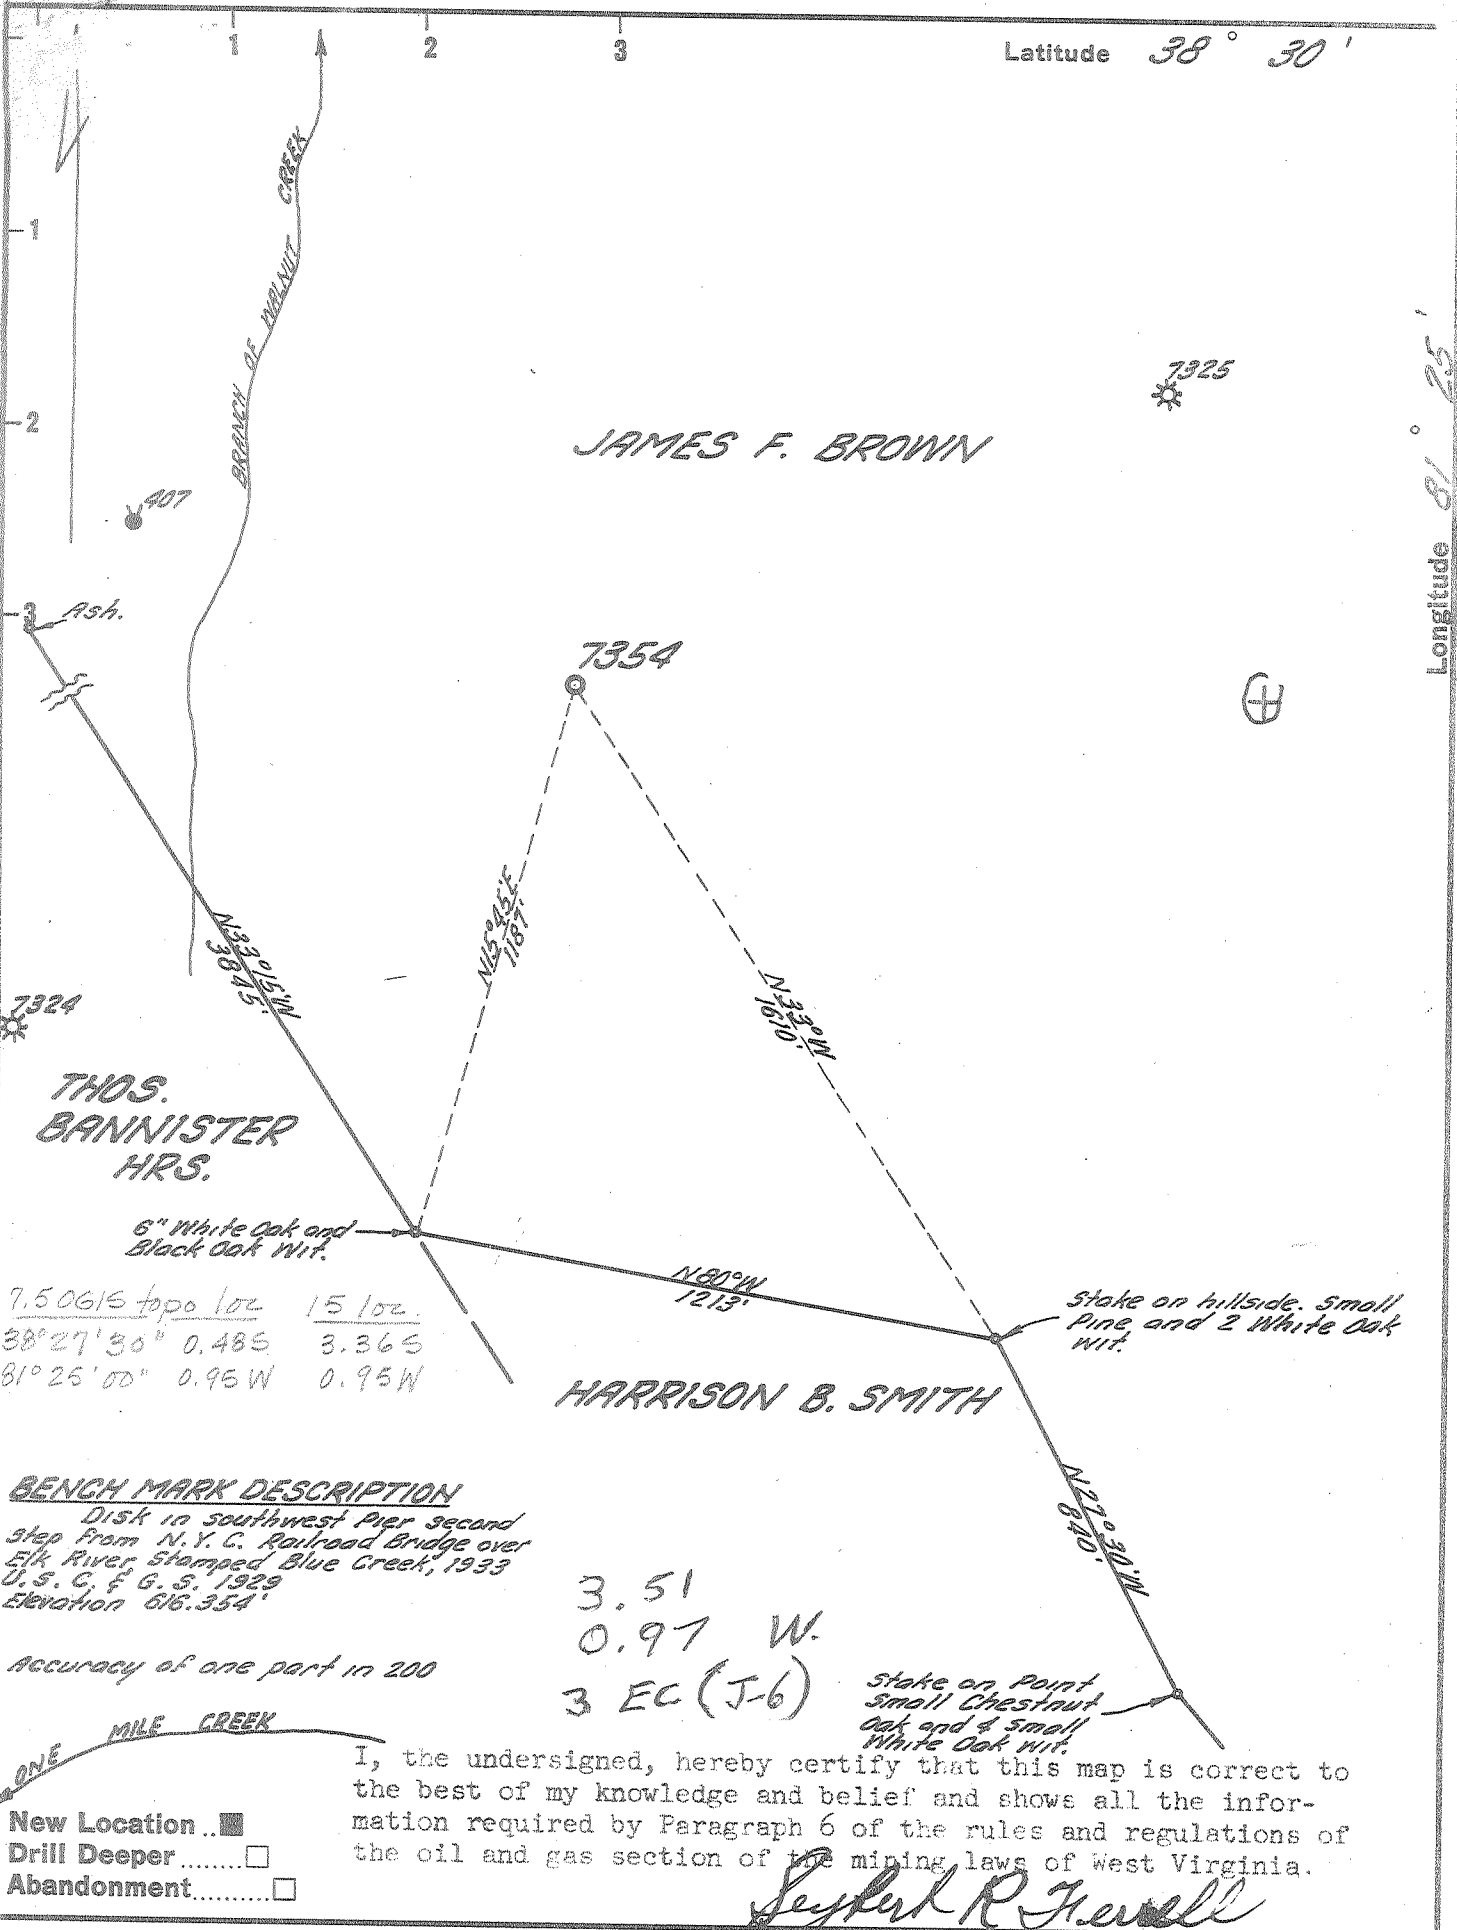 1
2
3
Latitude 38° 30'
1
2
3
BRANCH OF WALNUT CREEK
7325
Longitude 81° 25'
JAMES F. BROWN
407
Ash.
7354
N15°45'E
1187'
N33°15'W
3845'
N33°W
1610'
7324
THOS.
BANNISTER
HRS.
6" White Oak and
Black Oak Wit.
N80°W
1213'
Stake on hillside. Small
Pine and 2 White Oak
wit.
7.5 topo loc 15 loc.
38°27'30" 0.48S 3.36S
81°25'00" 0.95W 0.95W
HARRISON B. SMITH
N27°30'W
840'
BENCH MARK DESCRIPTION
Disk in Southwest Pier second
step from N.Y.C. Railroad Bridge over
Elk River, Stamped Blue Creek, 1933
U.S.C. & G.S. 1929
Elevation 616.354'
3.51
0.97 W.
3 EC (J-6)
Accuracy of one part in 200
Stake on Point
Small Chestnut
Oak and 4 Small
White Oak wit.
ONE MILE CREEK
I, the undersigned, hereby certify that this map is correct to
the best of my knowledge and belief and shows all the infor-
mation required by Paragraph 6 of the rules and regulations of
the oil and gas section of the mining laws of West Virginia.
New Location..
Drill Deeper........
Abandonment..........
Seybert R Ferrell